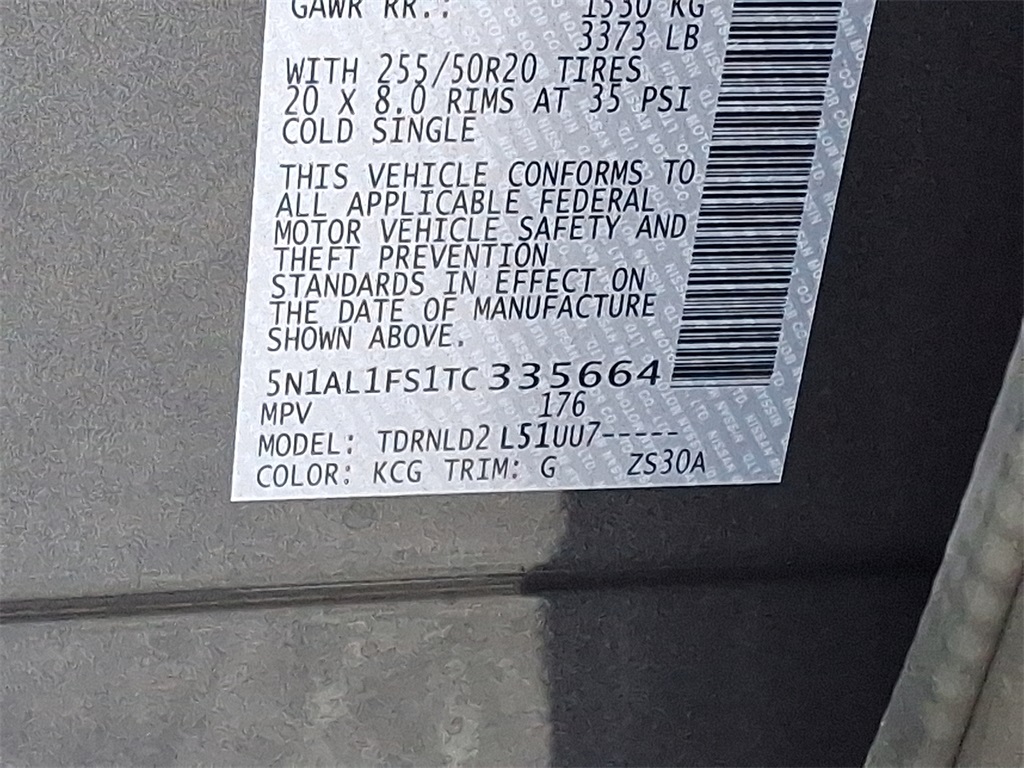 GAWR RR.: 1530 KG
3373 LB
WITH 255/50R20 TIRES
20 X 8.0 RIMS AT 35 PSI
COLD SINGLE
THIS VEHICLE CONFORMS TO
ALL APPLICABLE FEDERAL
MOTOR VEHICLE SAFETY AND
THEFT PREVENTION
STANDARDS IN EFFECT ON
THE DATE OF MANUFACTURE
SHOWN ABOVE.
5N1AL1FS1TC 335664
MPV 176
MODEL: TDRNLD2 L51UU7-----
COLOR: KCG TRIM: G ZS30A